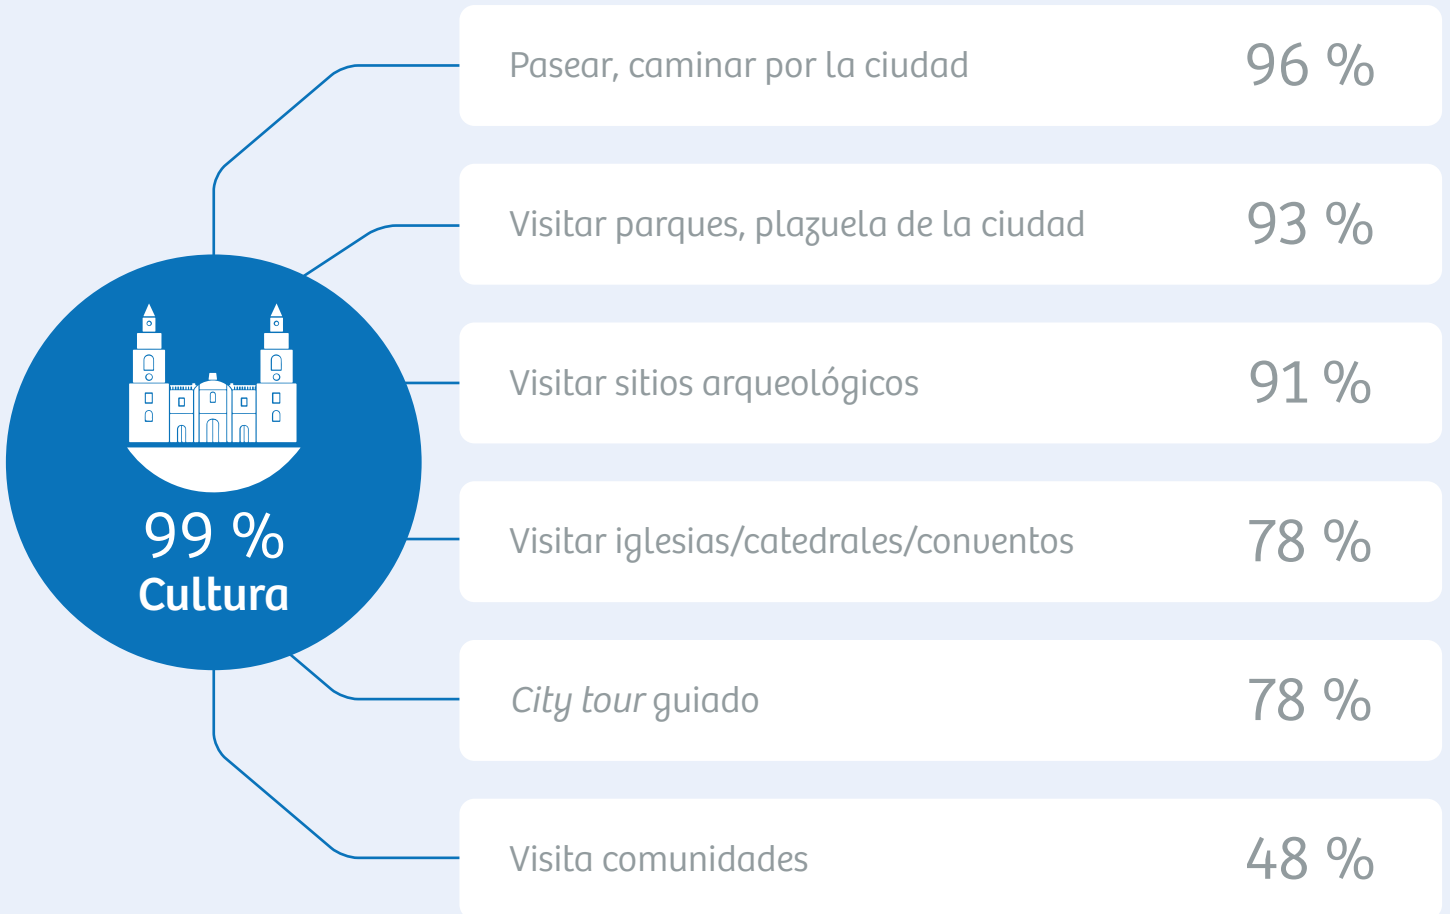 Pasear, caminar por la ciudad 96 %
Visitar parques, plazuela de la ciudad 93 %
Visitar sitios arqueológicos 91 %
Visitar iglesias/catedrales/conventos 78 %
City tour guiado 78 %
Visita comunidades 48 %
99 %
Cultura